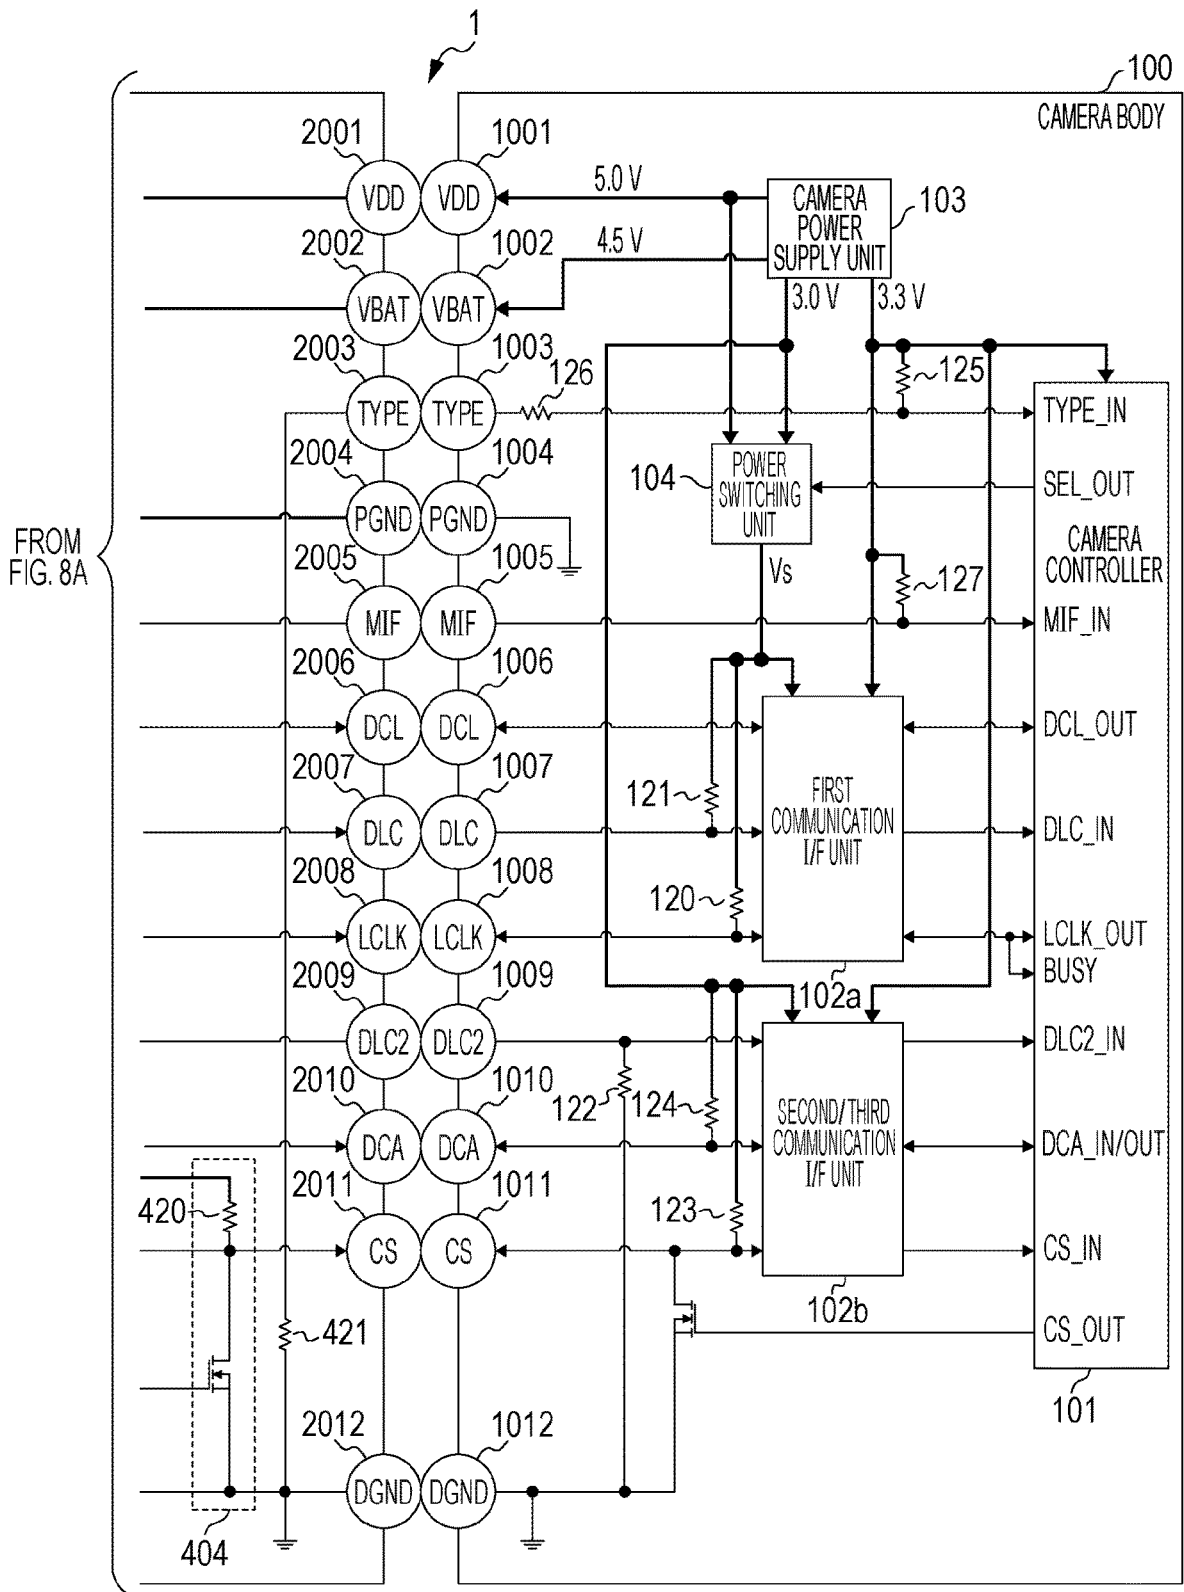 1
100
CAMERA BODY
2001
1001
VDD
VDD
5.0 V
CAMERA
POWER
SUPPLY UNIT
103
2002
1002
VBAT
VBAT
4.5 V
3.0 V
3.3 V
2003
1003
TYPE
TYPE
126
125
TYPE_IN
2004
1004
PGND
PGND
104
POWER
SWITCHING
UNIT
SEL_OUT
FROM
FIG. 8A
CAMERA
CONTROLLER
2005
1005
MIF
MIF
Vs
127
MIF_IN
2006
1006
DCL
DCL
DCL_OUT
2007
1007
DLC
DLC
121
FIRST
COMMUNICATION
I/F UNIT
DLC_IN
2008
1008
LCLK
LCLK
120
LCLK_OUT
BUSY
102a
2009
1009
DLC2
DLC2
DLC2_IN
2010
1010
DCA
DCA
122
124
SECOND/THIRD
COMMUNICATION
I/F UNIT
DCA_IN/OUT
420
2011
1011
CS
CS
123
CS_IN
102b
421
CS_OUT
101
2012
1012
DGND
DGND
404